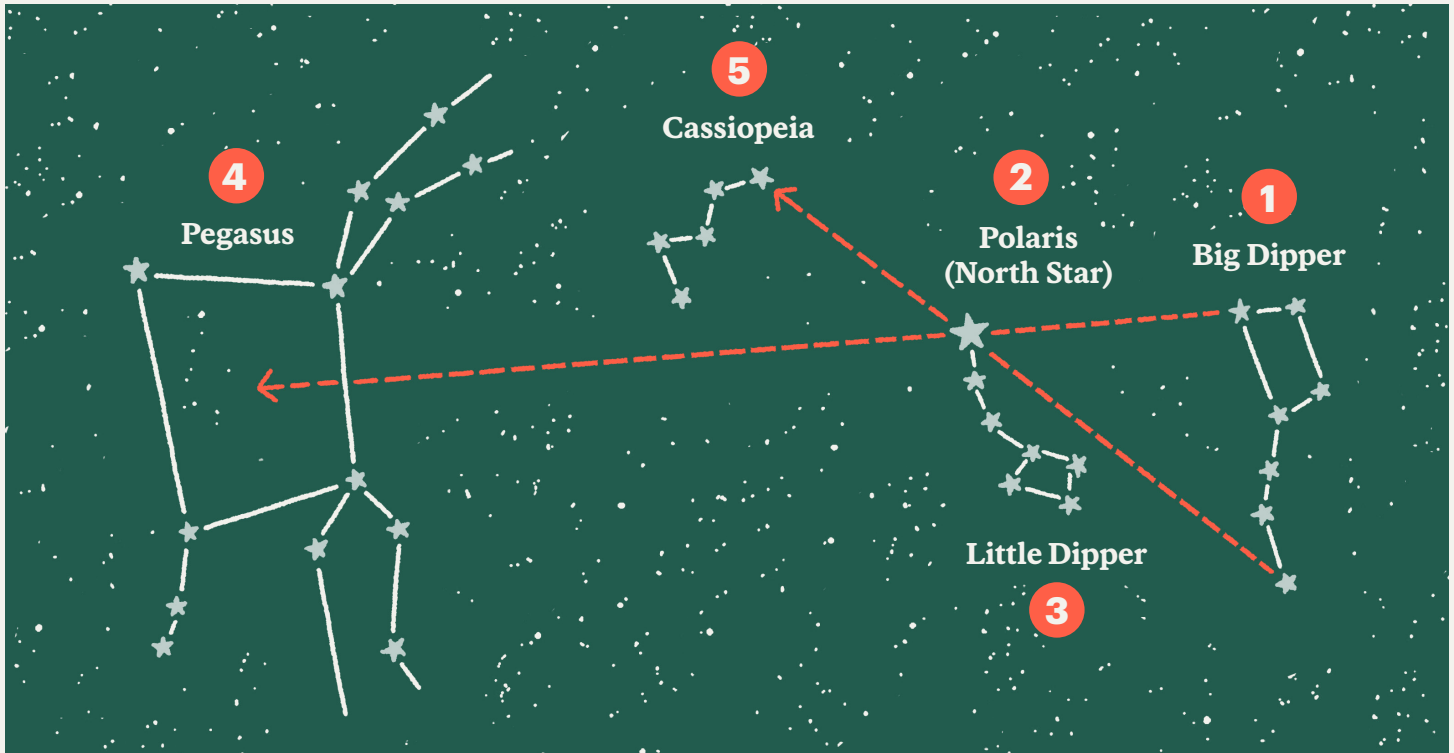 5
Cassiopeia
4
Pegasus
2
Polaris
(North Star)
1
Big Dipper
Little Dipper
3